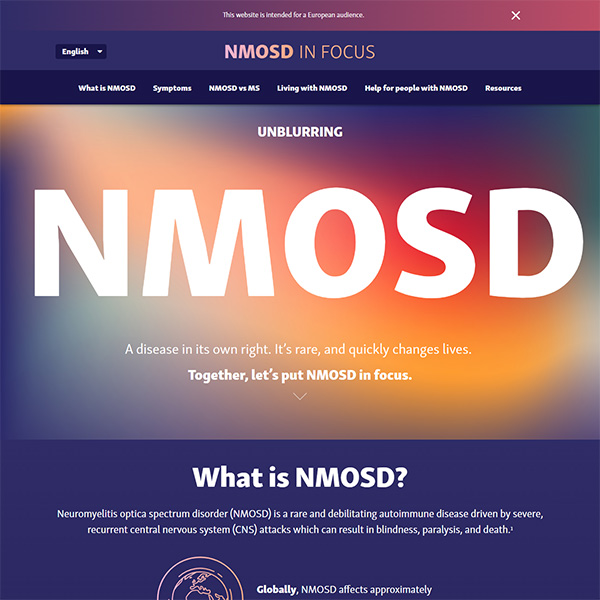 This website is intended for a European audience.
English
NMOSD IN FOCUS
What is NMOSD Symptoms NMOSD vs MS Living with NMOSD Help for people with NMOSD Resources
UNBLURRING
NMOSD
A disease in its own right. It's rare, and quickly changes lives.
Together, let's put NMOSD in focus.
What is NMOSD?
Neuromyelitis optica spectrum disorder (NMOSD) is a rare and debilitating autoimmune disease driven by severe,
recurrent central nervous system (CNS) attacks which can result in blindness, paralysis, and death.¹
Globally, NMOSD affects approximately